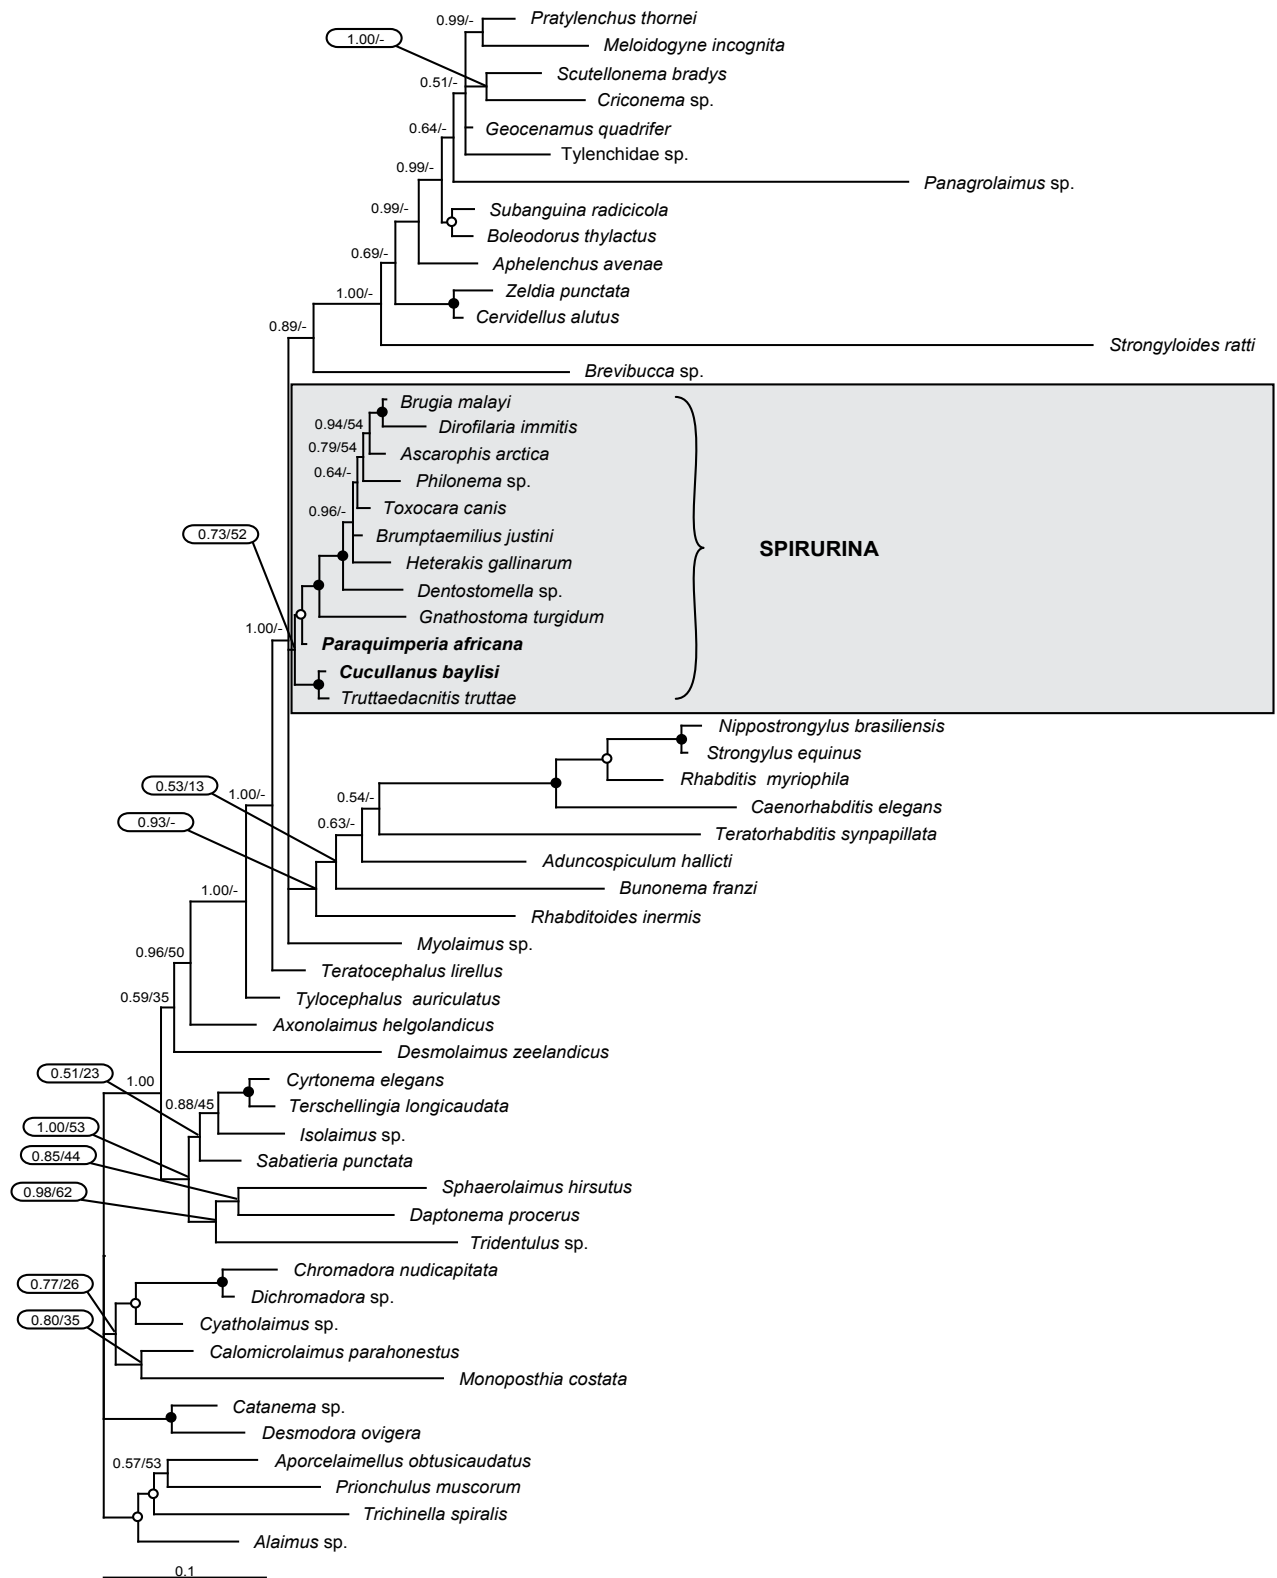 0.99/-
Pratylenchus thornei
1.00/-
Meloidogyne incognita
Scutellonema bradys
0.51/-
Criconema sp.
0.64/-
Geocenamus quadrifer
Tylenchidae sp.
0.99/-
Panagrolaimus sp.
0.99/-
Subanguina radicicola
Boleodorus thylactus
0.69/-
Aphelenchus avenae
1.00/-
Zeldia punctata
Cervidellus alutus
0.89/-
Strongyloides ratti
Brevibucca sp.
Brugia malayi
0.94/54
Dirofilaria immitis
0.79/54
Ascarophis arctica
0.64/-
Philonema sp.
0.96/-
Toxocara canis
0.73/52
Brumptaemilius justini
SPIRURINA
Heterakis gallinarum
Dentostomella sp.
Gnathostoma turgidum
1.00/-
Paraquimperia africana
Cucullanus baylisi
Truttaedacnitis truttae
Nippostrongylus brasiliensis
Strongylus equinus
0.53/13
Rhabditis myriophila
1.00/-
0.54/-
Caenorhabditis elegans
0.93/-
0.63/-
Teratorhabditis synpapillata
Aduncospiculum hallicti
1.00/-
Bunonema franzi
Rhabditoides inermis
0.96/50
Myolaimus sp.
Teratocephalus lirellus
0.59/35
Tylocephalus auriculatus
Axonolaimus helgolandicus
Desmolaimus zeelandicus
0.51/23
1.00
Cyrtonema elegans
0.88/45
Terschellingia longicaudata
1.00/53
Isolaimus sp.
0.85/44
Sabatieria punctata
0.98/62
Sphaerolaimus hirsutus
Daptonema procerus
Tridentulus sp.
0.77/26
Chromadora nudicapitata
Dichromadora sp.
0.80/35
Cyatholaimus sp.
Calomicrolaimus parahonestus
Monoposthia costata
Catanema sp.
Desmodora ovigera
0.57/53
Aporcelaimellus obtusicaudatus
Prionchulus muscorum
Trichinella spiralis
Alaimus sp.
0.1